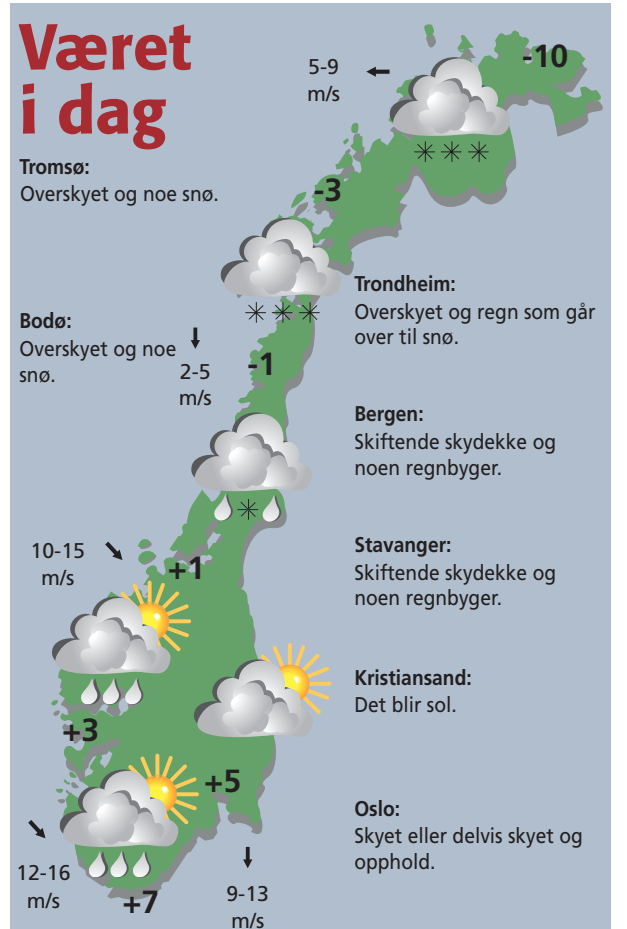 Været
i dag
5-9
m/s
-10
Tromsø:
Overskyet og noe snø.
-3
Trondheim:
Overskyet og regn som går
over til snø.
Bodø:
Overskyet og noe
snø.
2-5
m/s
-1
Bergen:
Skiftende skydekke og
noen regnbyger.
10-15
m/s
+1
Stavanger:
Skiftende skydekke og
noen regnbyger.
Kristiansand:
Det blir sol.
+3
+5
Oslo:
Skyet eller delvis skyet og
opphold.
12-16
m/s
+7
9-13
m/s